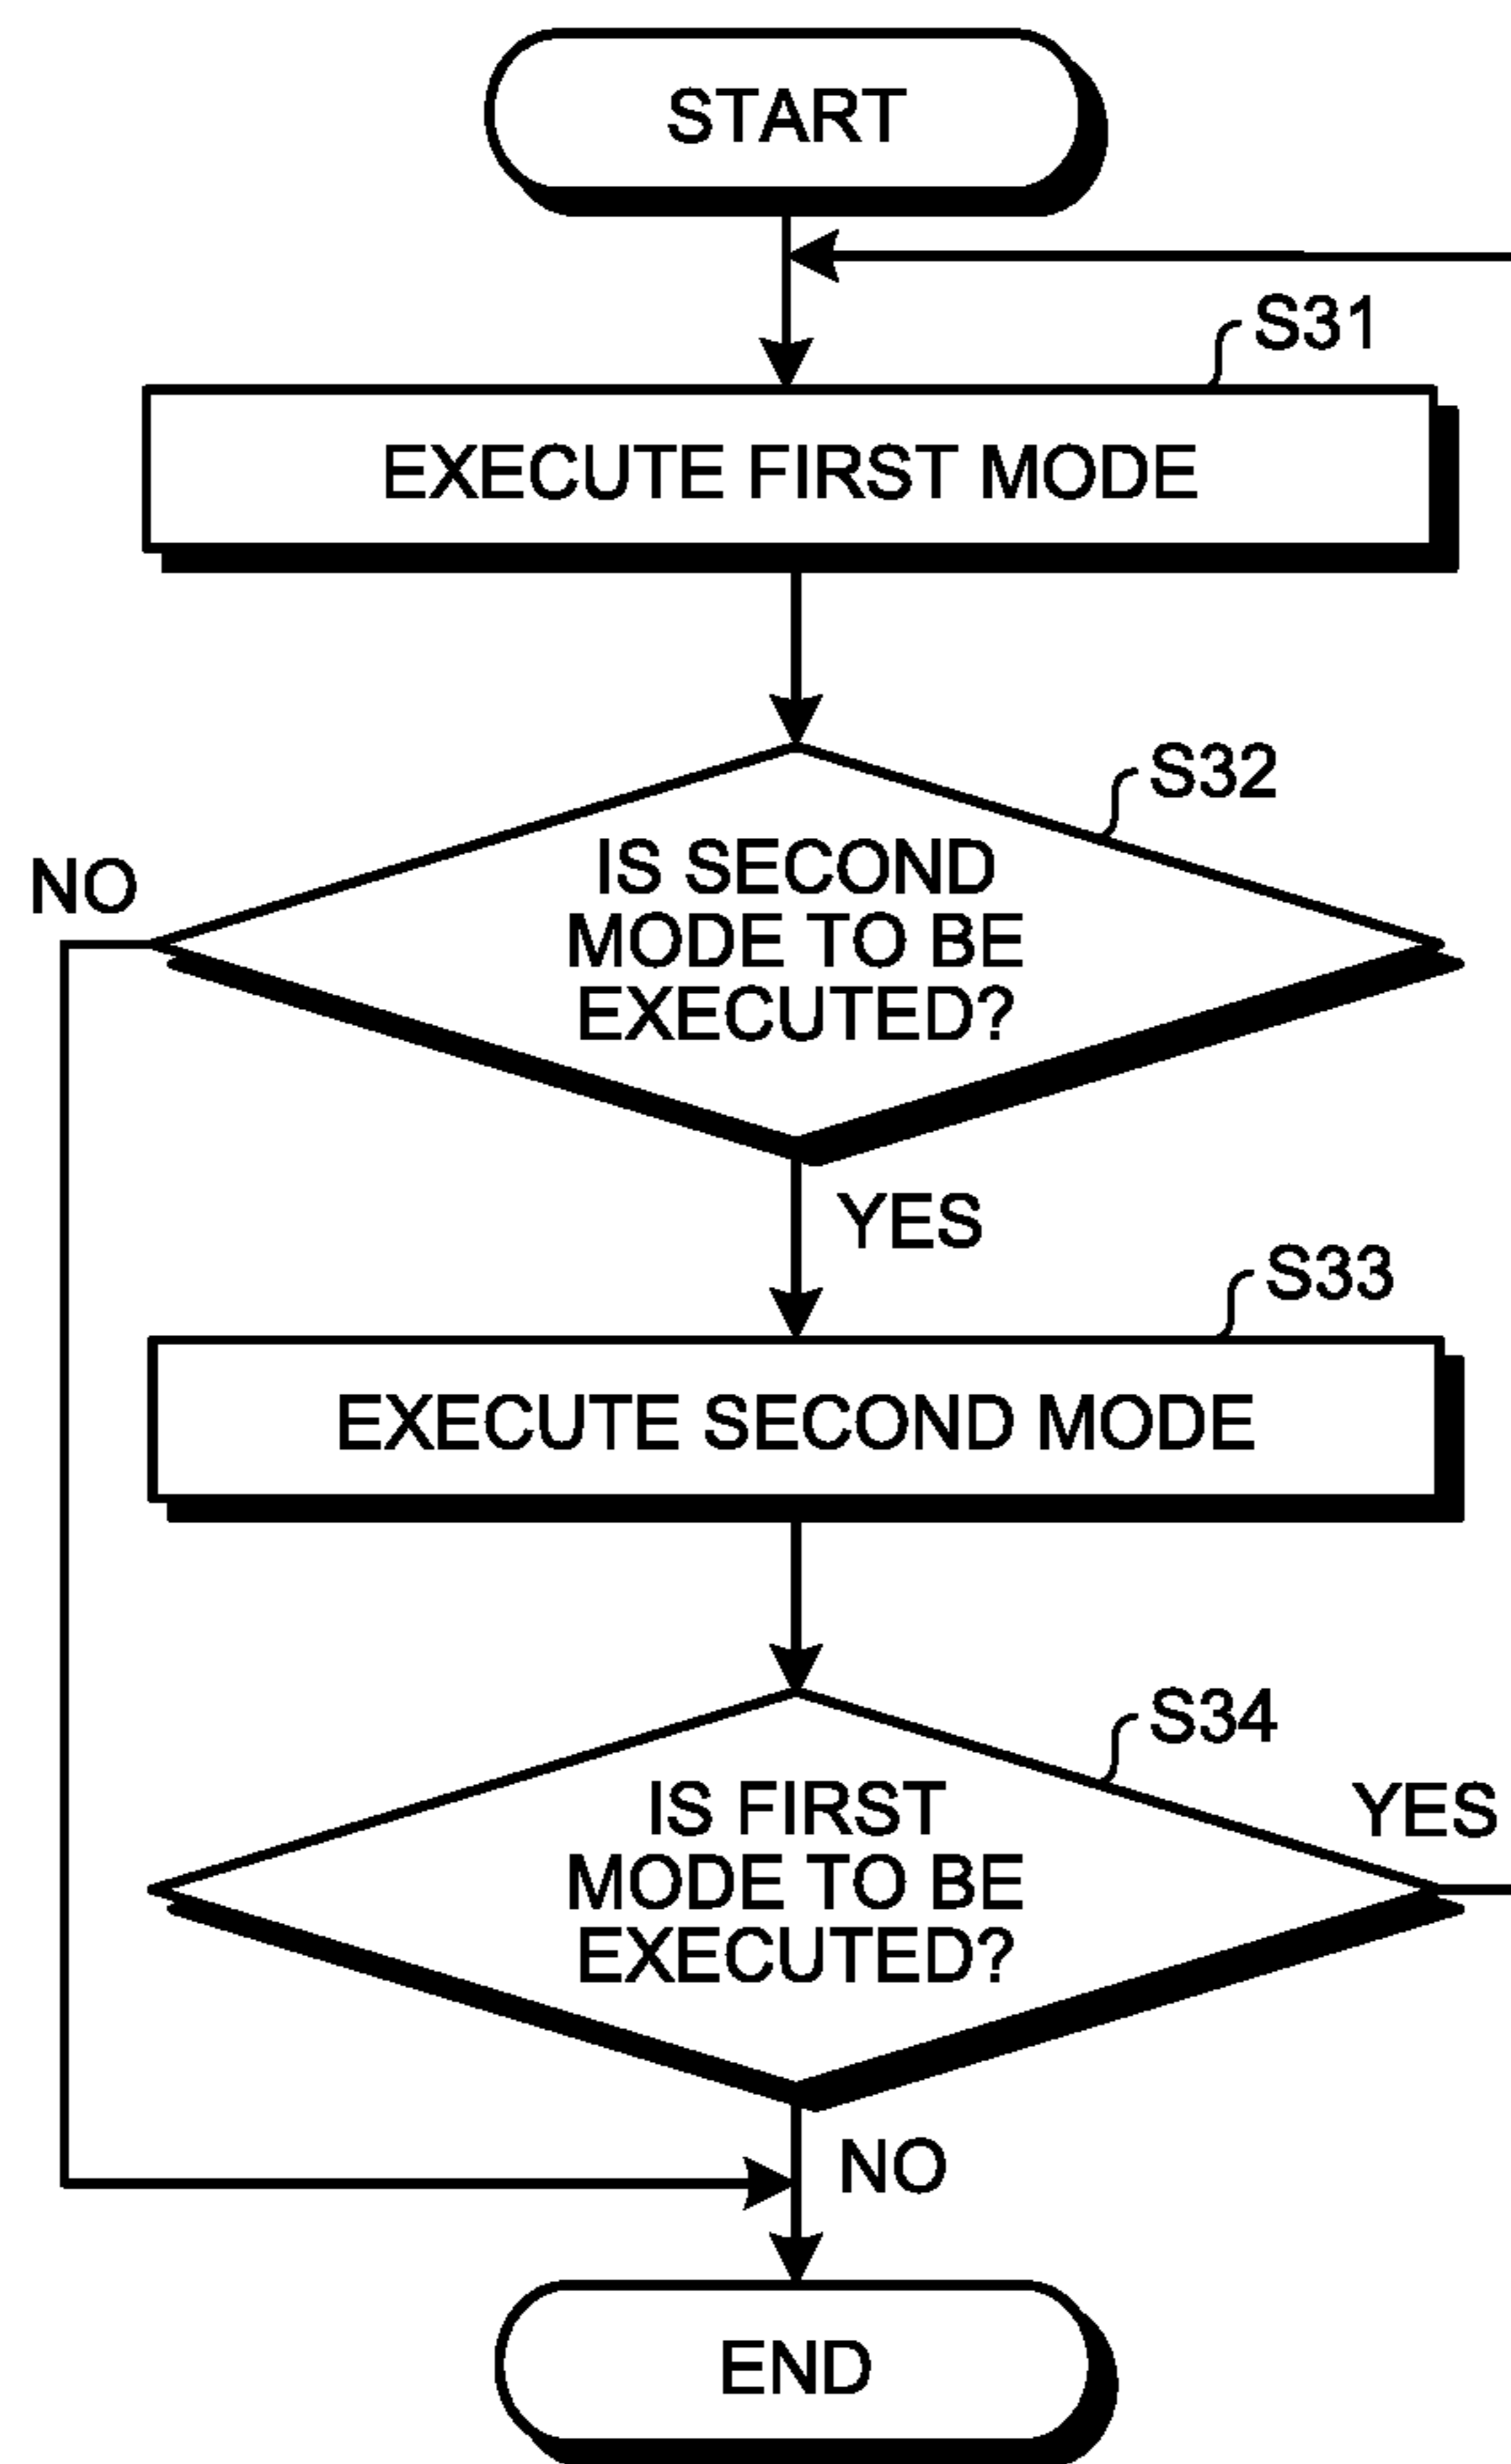 START
S31
EXECUTE FIRST MODE
S32
NO
IS SECOND
MODE TO BE
EXECUTED?
YES
S33
EXECUTE SECOND MODE
S34
YES
IS FIRST
MODE TO BE
EXECUTED?
NO
END